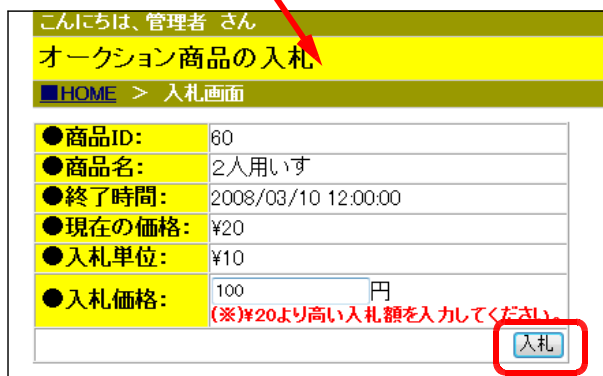 こんにちは、管理者 さん
オークション商品の入札
■HOME ＞ 入札画面
●商品ID: 60
●商品名: 2人用いす
●終了時間: 2008/03/10 12:00:00
●現在の価格: ¥20
●入札単位: ¥10
●入札価格: 100 円
(※)¥20より高い入札額を入力してください。
入札